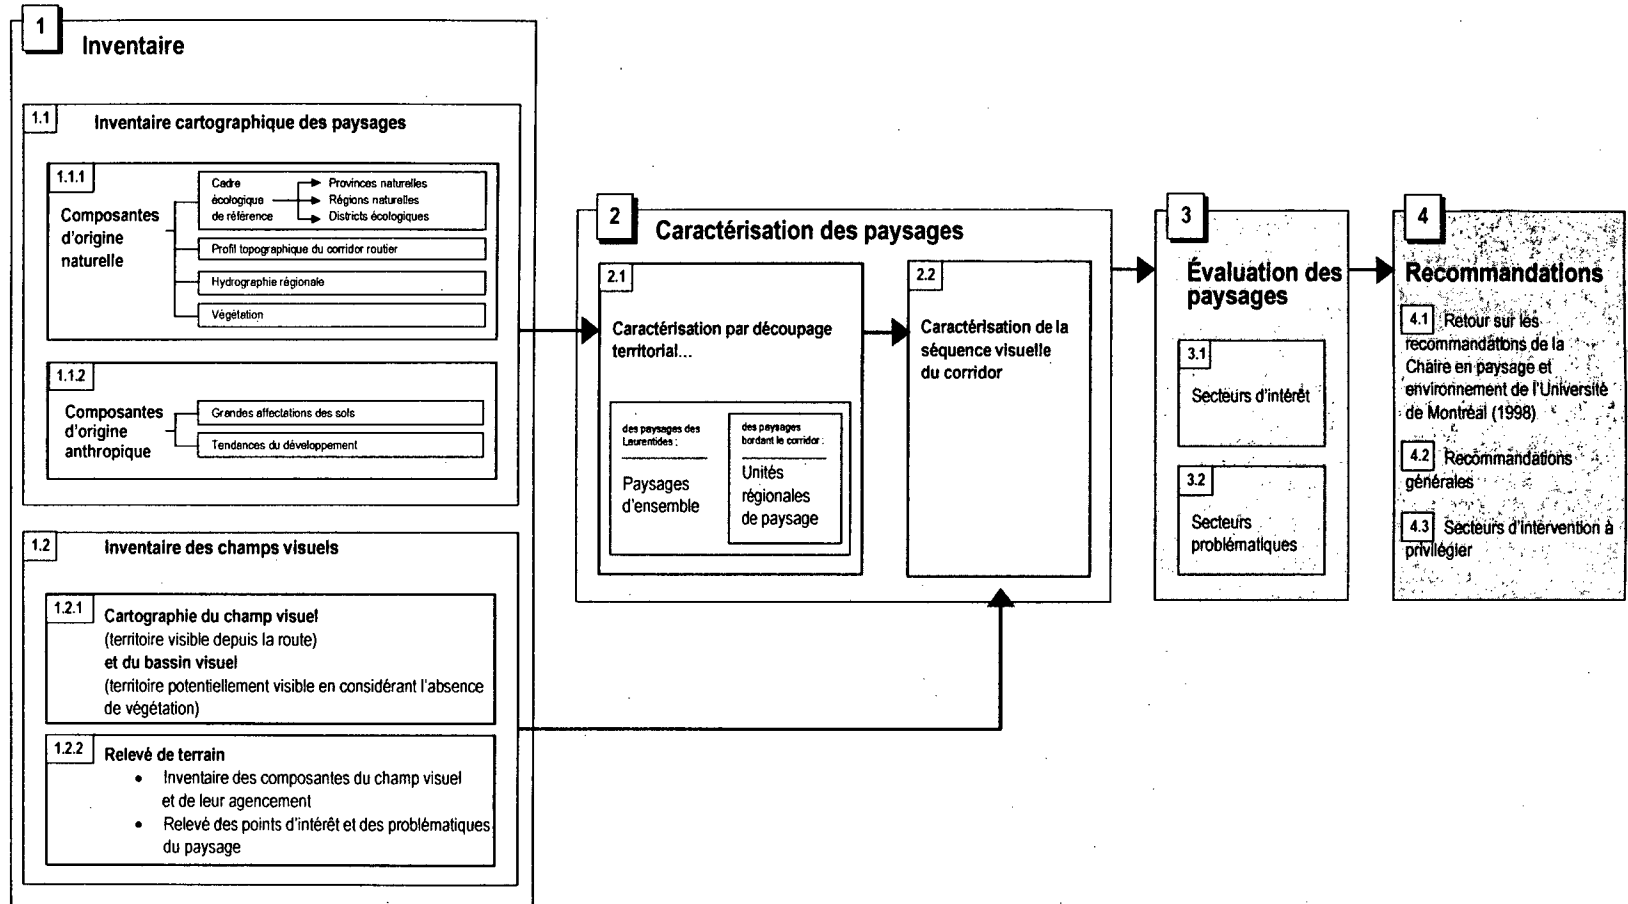 1
Inventaire
1.1
Inventaire cartographique des paysages
1.1.1
Composantes
d'origine
naturelle
Cadre
écologique
de référence
Provinces naturelles
Régions naturelles
Districts écologiques
Profil topographique du corridor routier
Hydrographie régionale
Végétation
1.1.2
Composantes
d'origine
anthropique
Grandes affectations des sols
Tendances du développement
1.2
Inventaire des champs visuels
1.2.1
Cartographie du champ visuel
(territoire visible depuis la route)
et du bassin visuel
(territoire potentiellement visible en considérant l'absence
de végétation)
1.2.2
Relevé de terrain
• Inventaire des composantes du champ visuel
et de leur agencement
• Relevé des points d'intérêt et des problématiques
du paysage
2
Caractérisation des paysages
2.1
Caractérisation par découpage
territorial...
des paysages des
Laurentides :
Paysages
d'ensemble
des paysages
bordant le corridor :
Unités
régionales
de paysage
2.2
Caractérisation de la
séquence visuelle
du corridor
3
Évaluation des
paysages
3.1
Secteurs d'intérêt
3.2
Secteurs
problématiques
4
Recommandations
4.1 Retour sur les
recommandations de la
Chaire en paysage et
environnement de l'Université
de Montréal (1998)
4.2 Recommandations
générales
4.3 Secteurs d'intervention à
privilégier